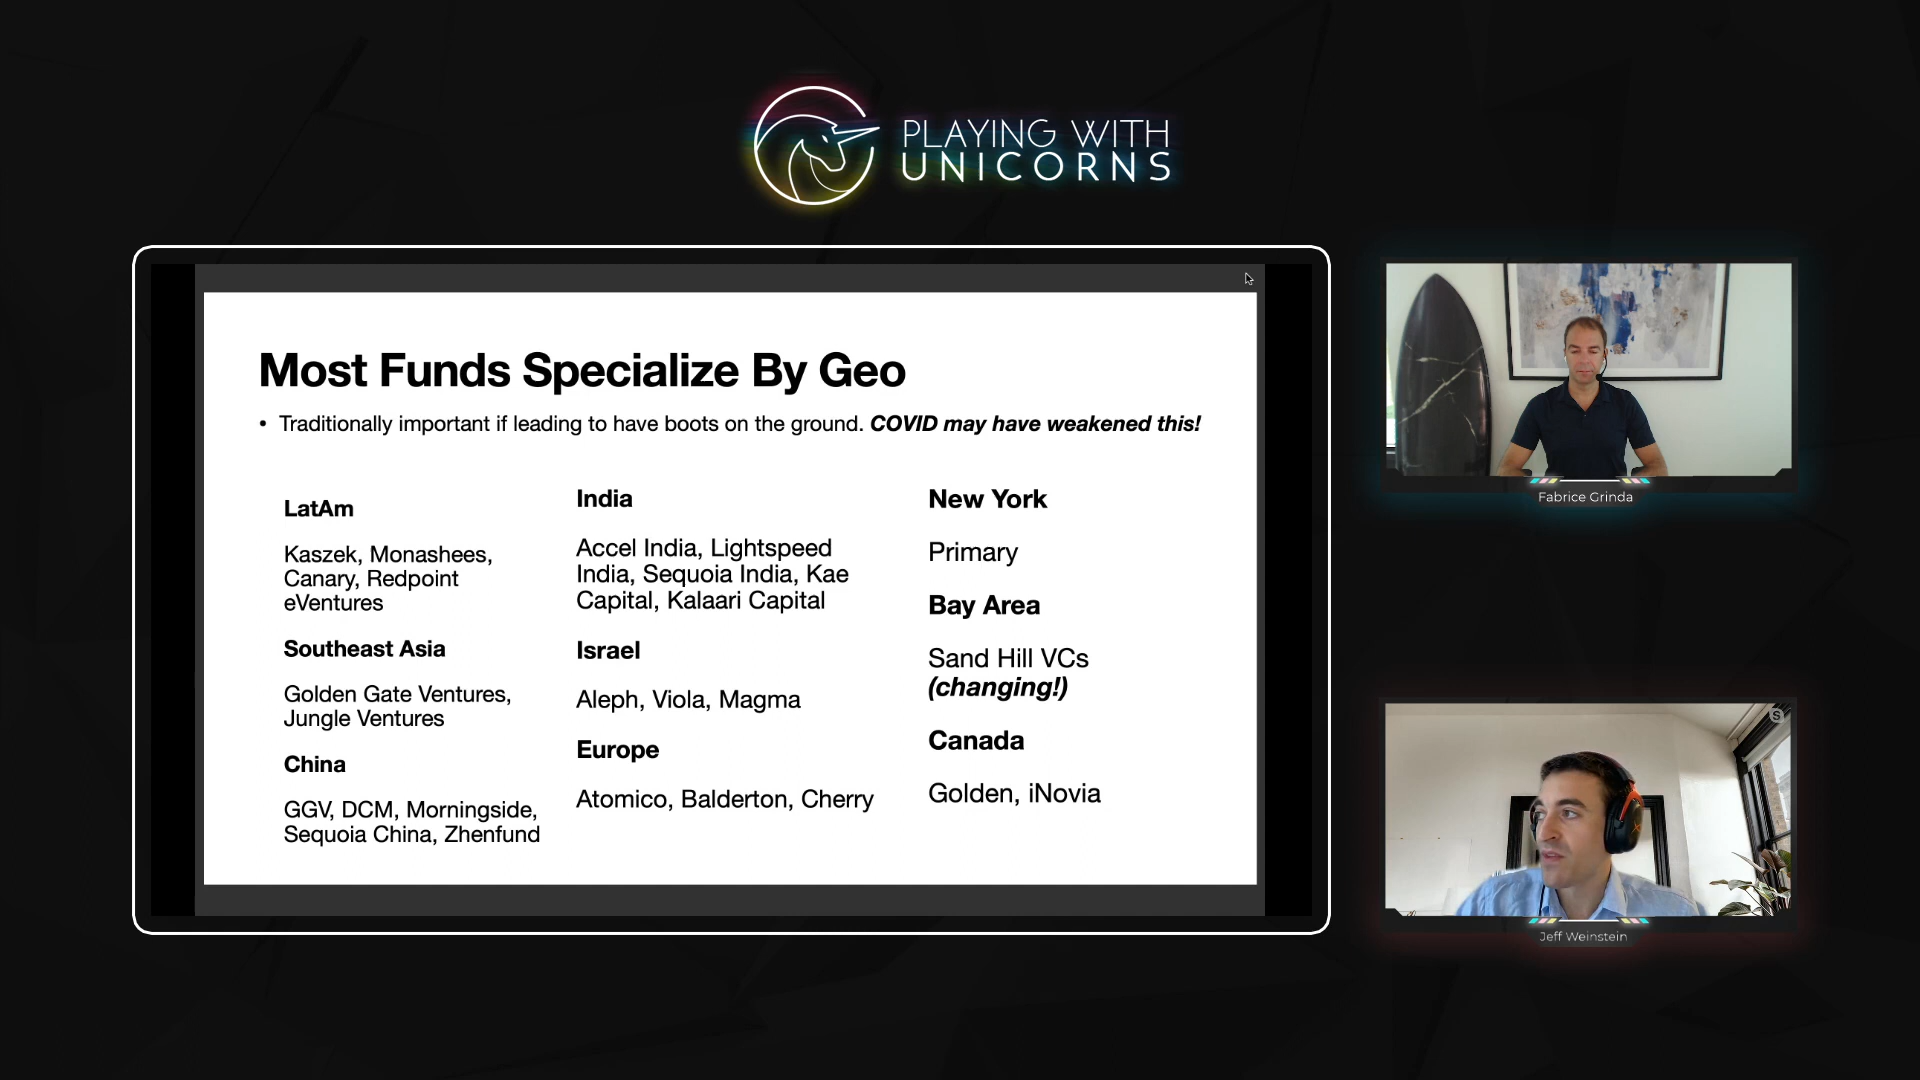 PLAYING WITH
UNICORNS
Most Funds Specialize By Geo
• Traditionally important if leading to have boots on the ground. COVID may have weakened this!
LatAm
Kaszek, Monashees,
Canary, Redpoint
eVentures
Southeast Asia
Golden Gate Ventures,
Jungle Ventures
China
GGV, DCM, Morningside,
Sequoia China, Zhenfund
India
Accel India, Lightspeed
India, Sequoia India, Kae
Capital, Kalaari Capital
Israel
Aleph, Viola, Magma
Europe
Atomico, Balderton, Cherry
New York
Primary
Bay Area
Sand Hill VCs
(changing!)
Canada
Golden, iNovia
Fabrice Grinda
S
Jeff Weinstein